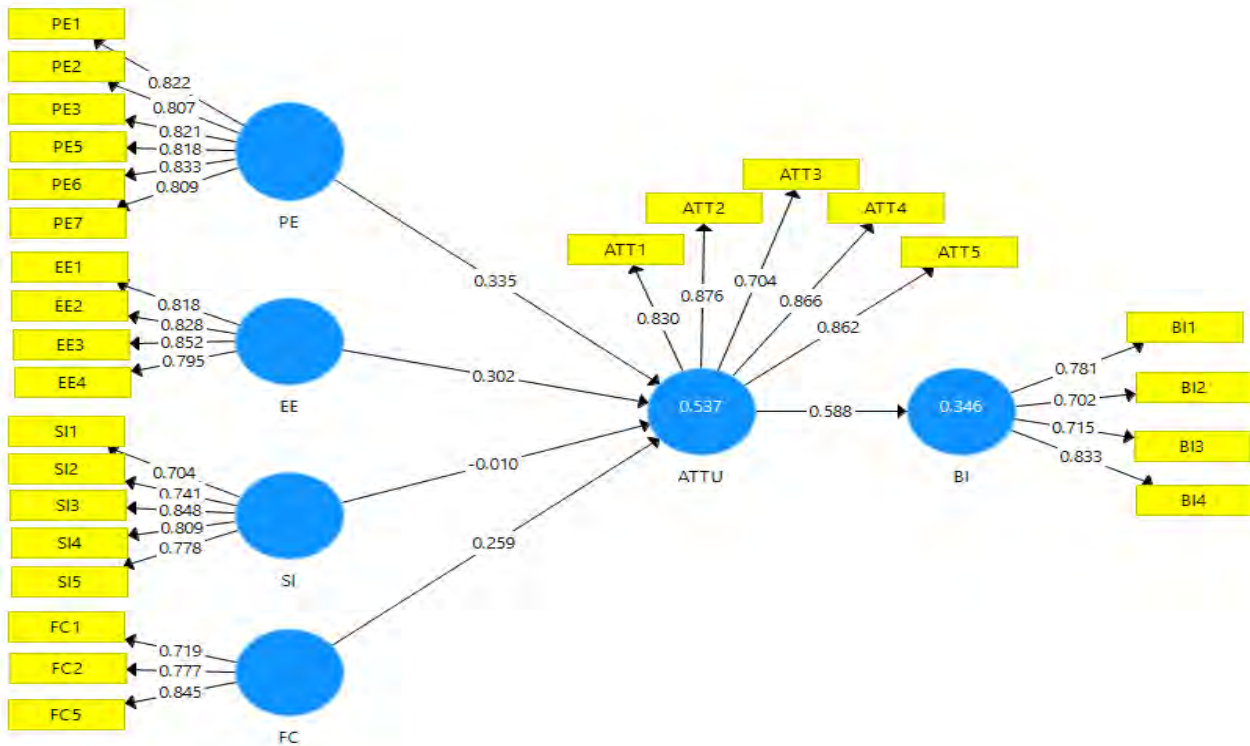 PE1
PE2
PE3
PE5
PE6
PE7
0.822
0.807
0.821
0.818
0.833
0.809
PE
EE1
EE2
EE3
EE4
0.818
0.828
0.852
0.795
EE
SI1
SI2
SI3
SI4
SI5
0.704
0.741
0.848
0.809
0.778
SI
FC1
FC2
FC5
0.719
0.777
0.845
FC
0.335
0.302
-0.010
0.259
ATT1
ATT2
ATT3
ATT4
ATT5
0.830
0.876
0.704
0.866
0.862
0.537
ATTU
0.588
0.346
BI
0.781
0.702
0.715
0.833
BI1
BI2
BI3
BI4